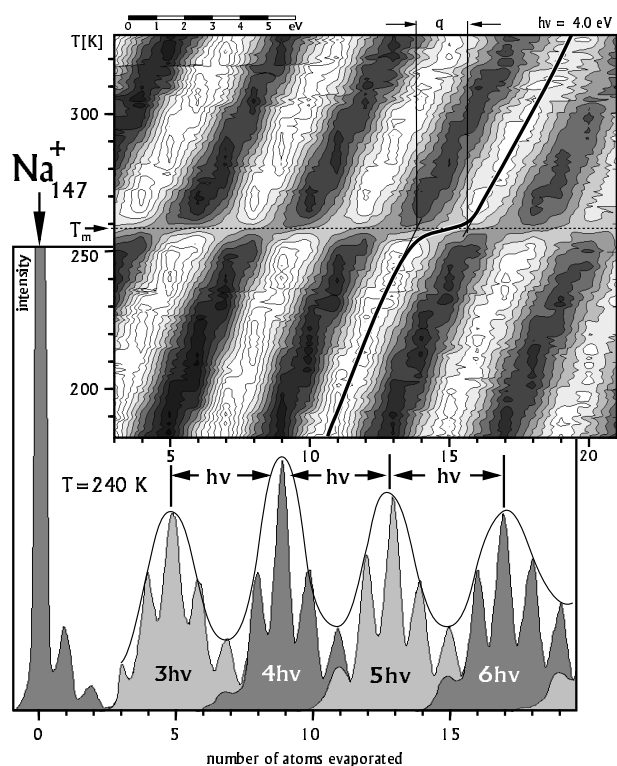 0 1 2 3 4 5 eV
q
hν = 4.0 eV
T[K]
300
Na+147
Tm
250
200
intensity
5 10 15 20
hν hν hν
T=240 K
3hν 4hν 5hν 6hν
0 5 10 15
number of atoms evaporated